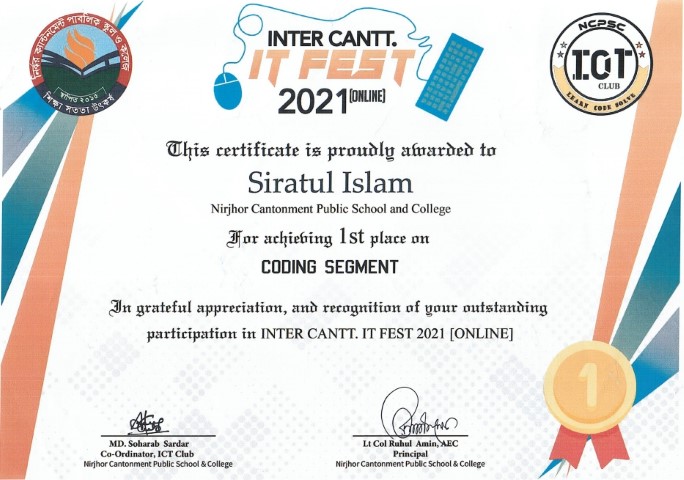 নির্ঝর ক্যান্টনমেন্ট পাবলিক স্কুল ও কলেজ
স্থাপিত ২০১৫
শিক্ষা সততা উৎকর্ষ
INTER CANTT.
IT FEST
2021 [ONLINE]
NCPSC
ICT
CLUB
LEARN CODE SOLVE
This certificate is proudly awarded to
Siratul Islam
Nirjhor Cantonment Public School and College
For achieving 1st place on
CODING SEGMENT
In grateful appreciation, and recognition of your outstanding
participation in INTER CANTT. IT FEST 2021 [ONLINE]
1
MD. Soharab Sardar
Co-Ordinator, ICT Club
Nirjhor Cantonment Public School & College
Lt Col Ruhul Amin, AEC
Principal
Nirjhor Cantonment Public School & College